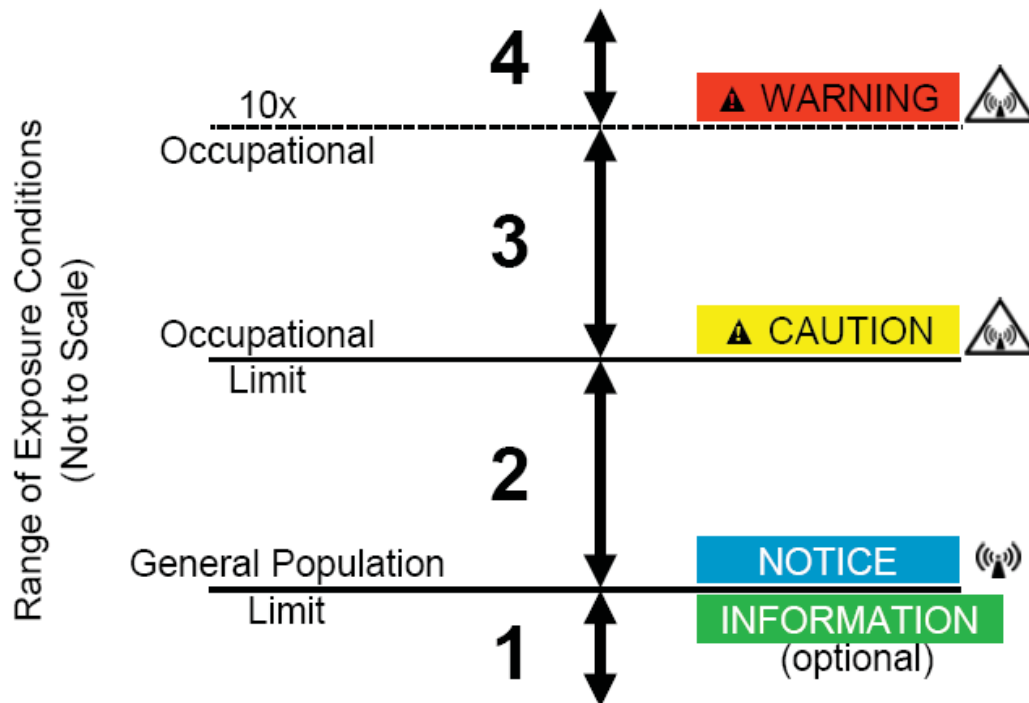 4
10x
⚠ WARNING
Occupational
3
Occupational
⚠ CAUTION
Limit
2
General Population
NOTICE
Limit
INFORMATION
1
(optional)
Range of Exposure Conditions
(Not to Scale)